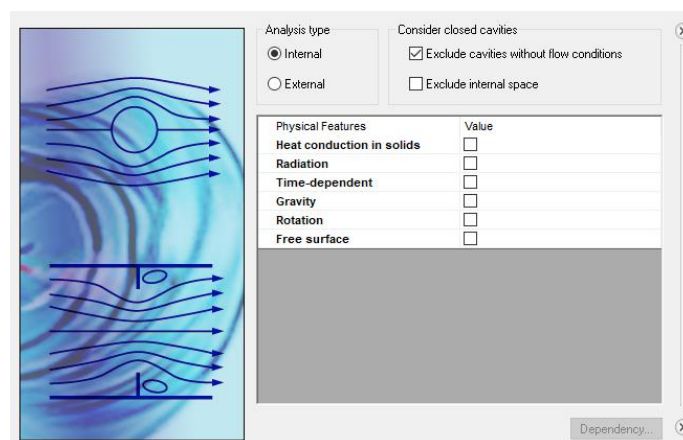 Analysis type
Internal
External
Consider closed cavities
Exclude cavities without flow conditions
Exclude internal space
Physical Features Value
Heat conduction in solids
Radiation
Time-dependent
Gravity
Rotation
Free surface
Dependency...